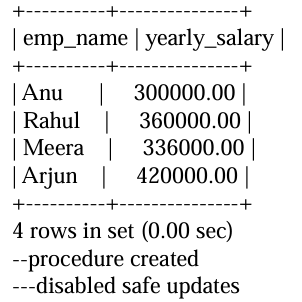 +----------+---------------+
| emp_name | yearly_salary |
+----------+---------------+
| Anu | 300000.00 |
| Rahul | 360000.00 |
| Meera | 336000.00 |
| Arjun | 420000.00 |
+----------+---------------+
4 rows in set (0.00 sec)
--procedure created
---disabled safe updates